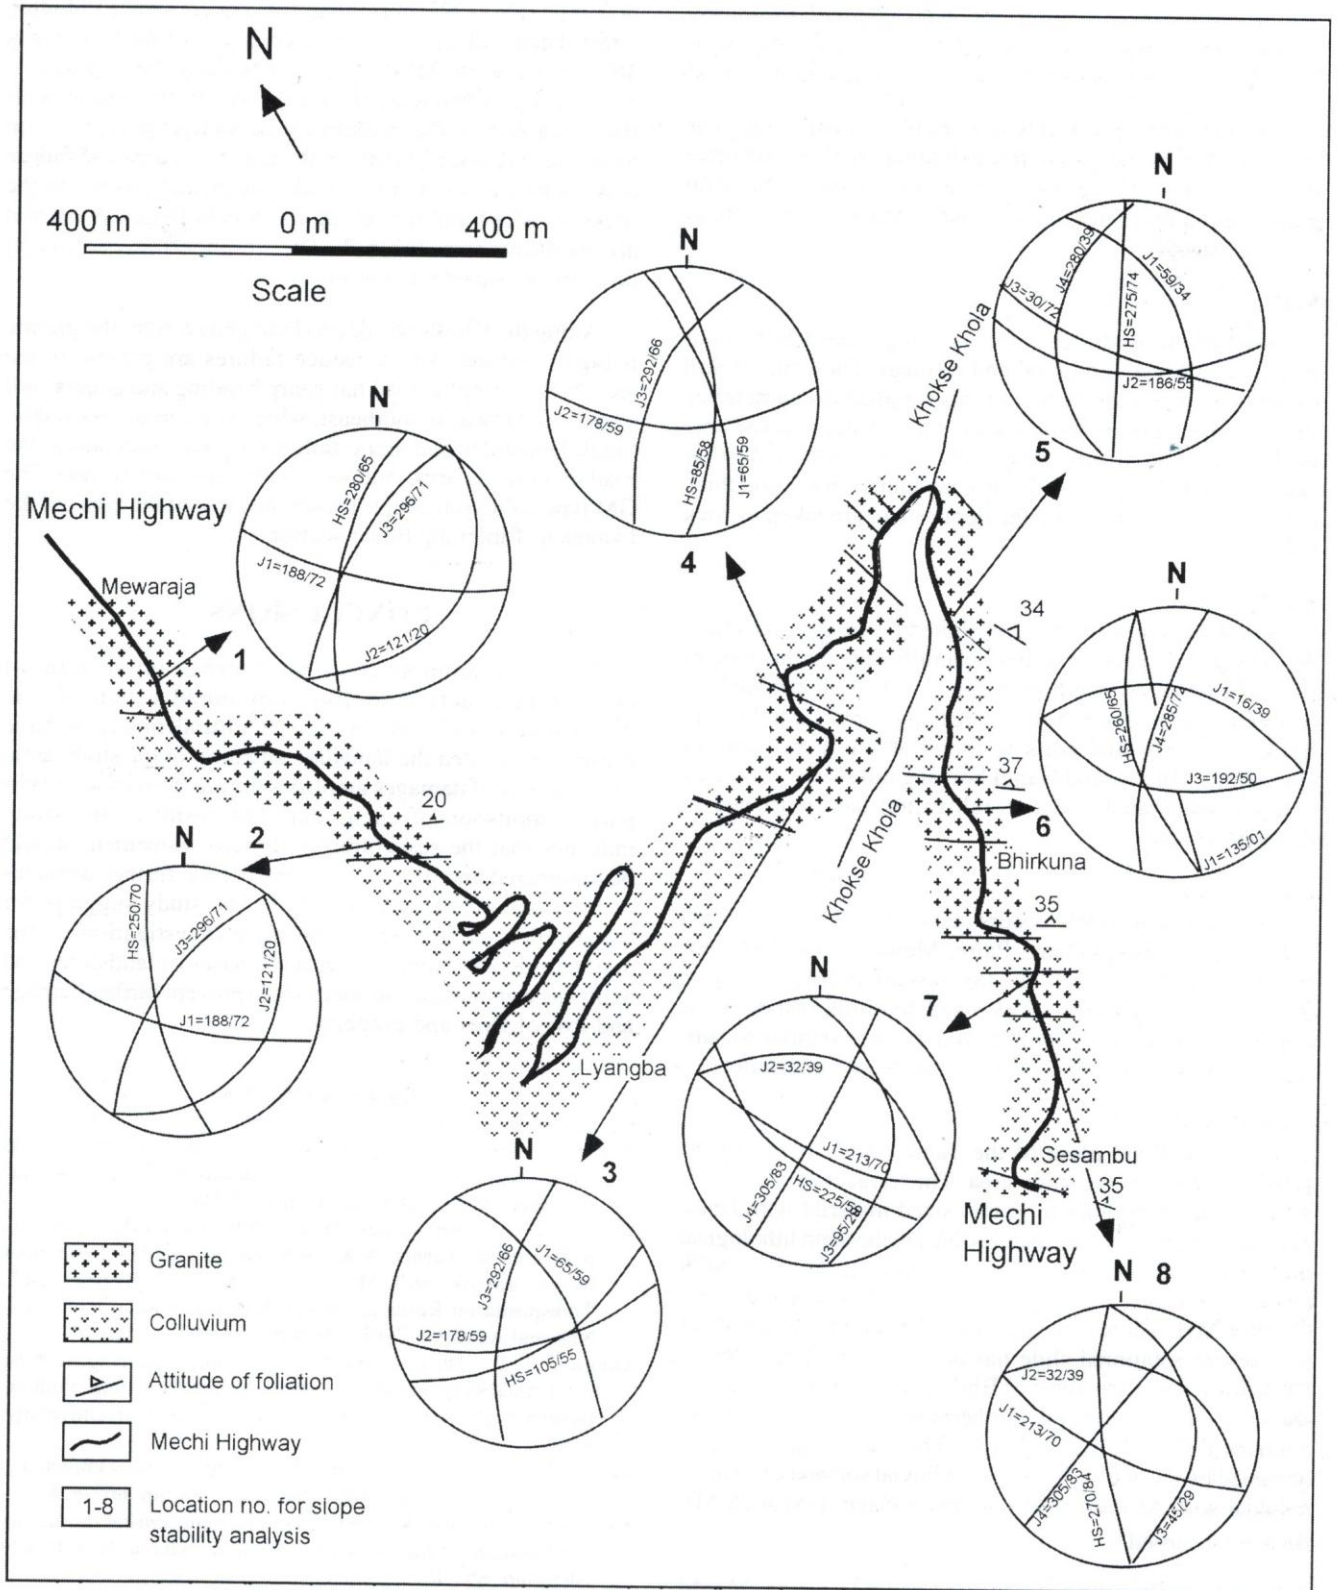 N
400 m 0 m 400 m
Scale
N
J4=280/39
J1=59/34
J3=30/72
HS=275/74
J2=186/55
5
N
J3=292/66
J2=178/59
HS=85/58
J1=65/59
4
Khokse Khola
N
HS=280/65
J3=296/71
J1=188/72
J2=121/20
Mechi Highway
Mewaraja
1
34
N
HS=260/65
J4=285/72
J1=16/39
J3=192/50
J1=135/01
37
6
Bhirkuna
35
Khokse Khola
20
2
N
HS=250/70
J3=296/71
J2=121/20
J1=188/72
N
J2=32/39
J1=213/70
J4=305/83
J3=95/29
7
Lyangba
Sesambu
35
Mechi
Highway
N
3
J3=292/66
J1=65/59
J2=178/59
HS=105/55
N 8
J2=32/39
J1=213/70
J4=305/83
HS=270/84
J3=45/29
Granite
Colluvium
Attitude of foliation
Mechi Highway
1-8 Location no. for slope
stability analysis